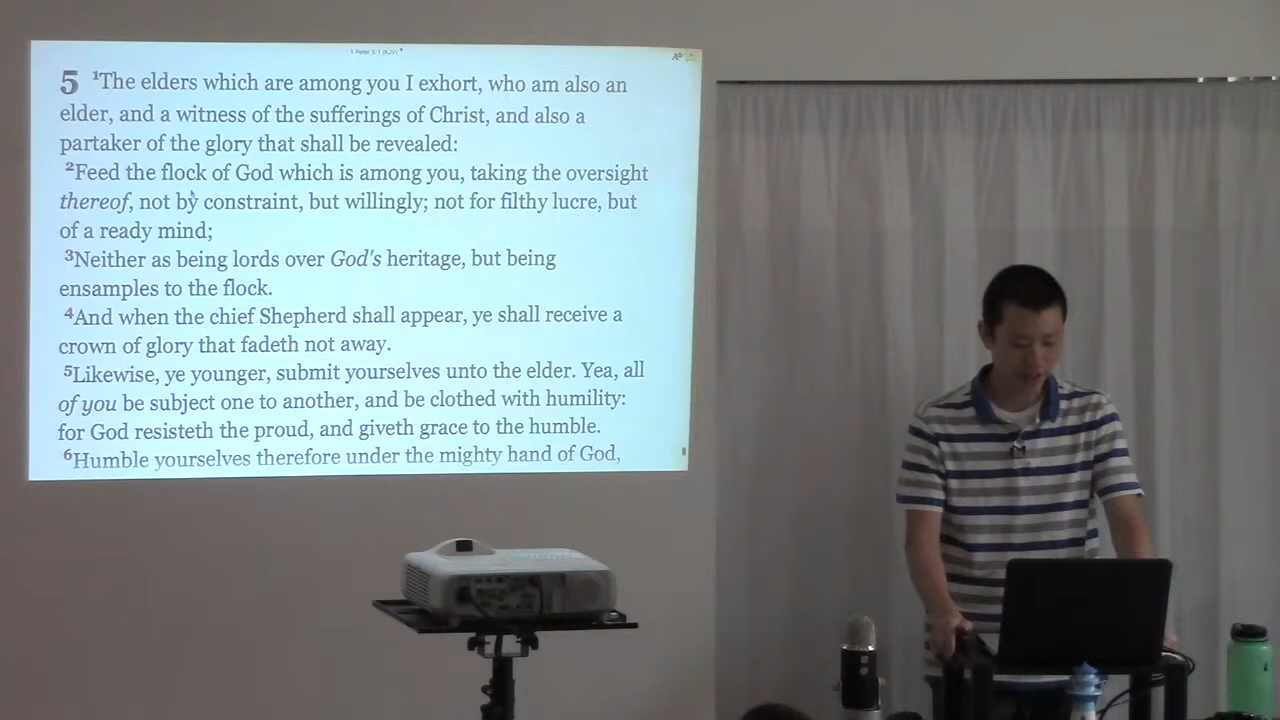 1 Peter 5:1 (KJV)
5 1The elders which are among you I exhort, who am also an
elder, and a witness of the sufferings of Christ, and also a
partaker of the glory that shall be revealed:
2Feed the flock of God which is among you, taking the oversight
thereof, not by constraint, but willingly; not for filthy lucre, but
of a ready mind;
3Neither as being lords over God's heritage, but being
ensamples to the flock.
4And when the chief Shepherd shall appear, ye shall receive a
crown of glory that fadeth not away.
5Likewise, ye younger, submit yourselves unto the elder. Yea, all
of you be subject one to another, and be clothed with humility:
for God resisteth the proud, and giveth grace to the humble.
6Humble yourselves therefore under the mighty hand of God,